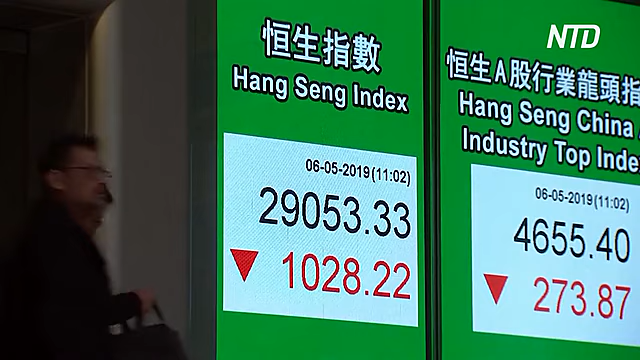 NTD
恒生指數
Hang Seng Index
06-05-2019(11:02)
29053.33
▼ 1028.22
恒生A股行業龍頭指
Hang Seng China
Industry Top Inde
06-05-2019(11:02)
4655.40
▼ 273.87